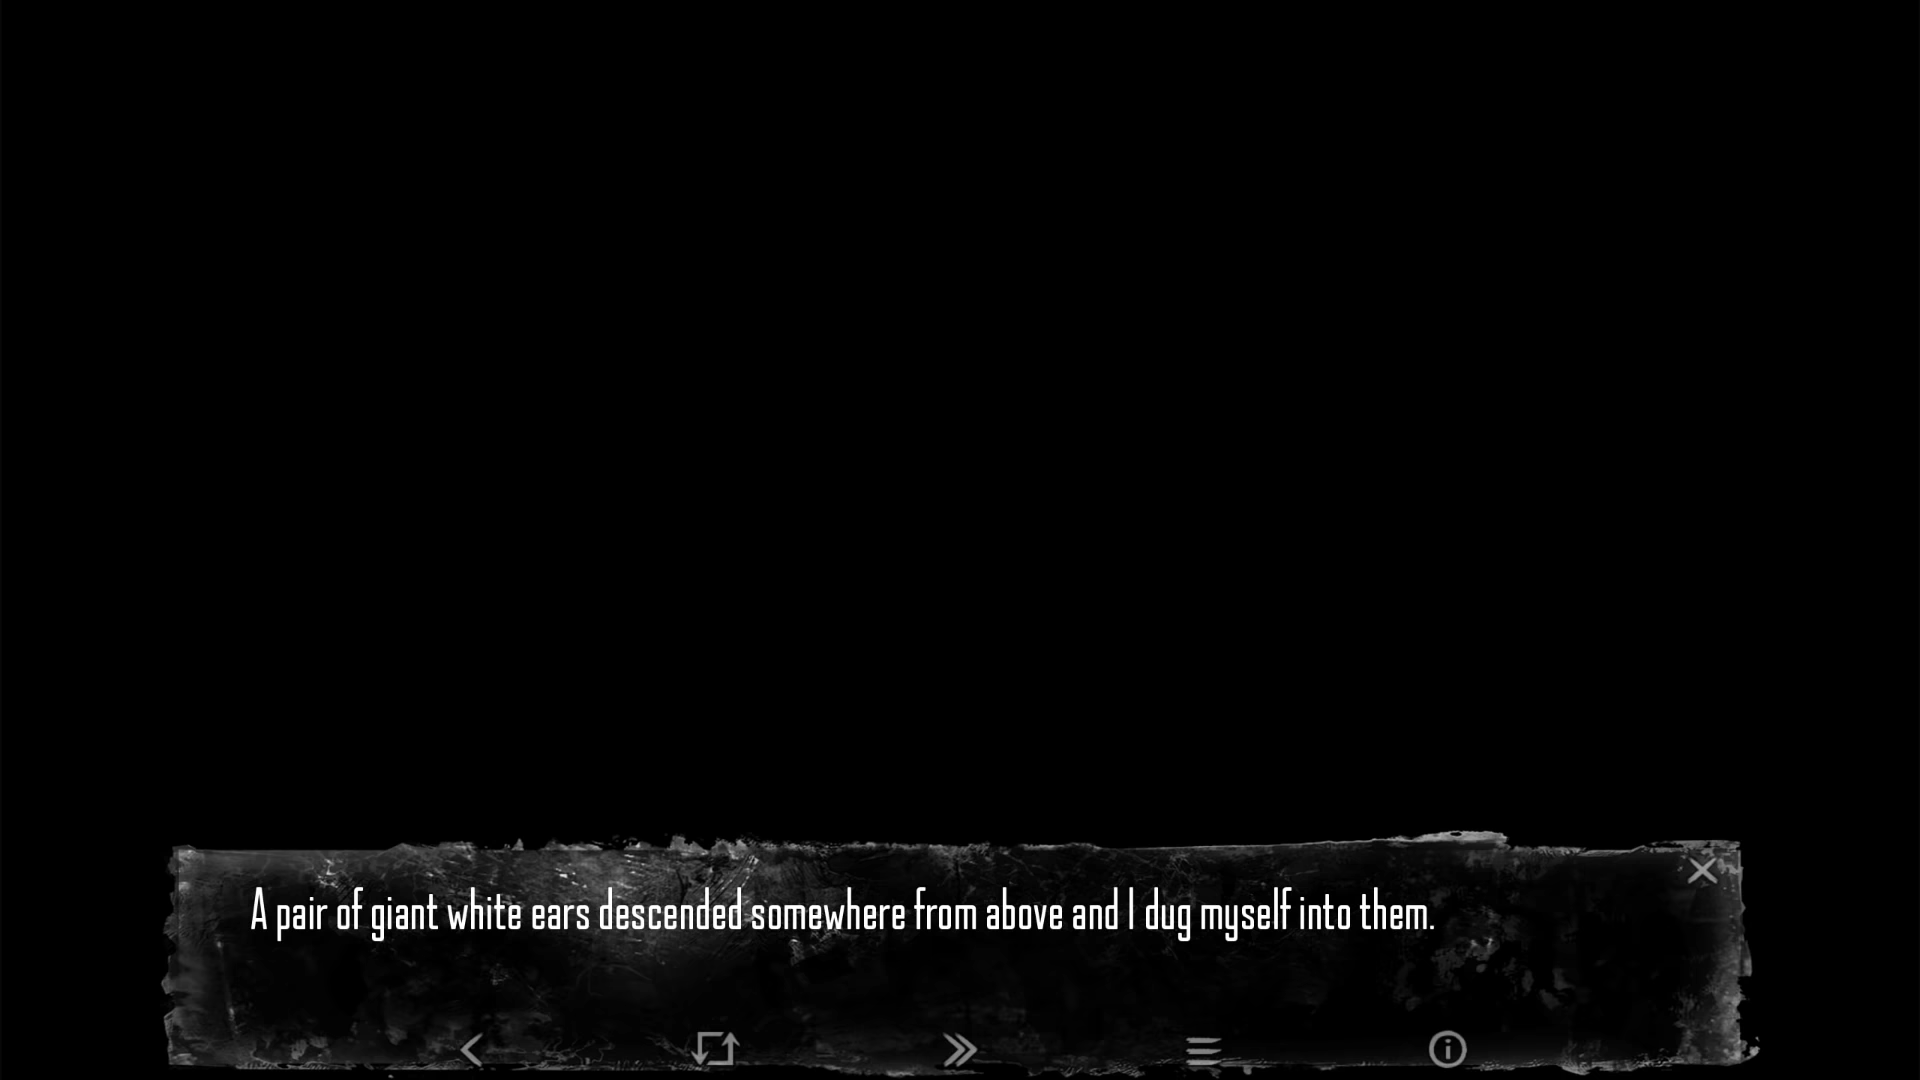 A pair of giant white ears descended somewhere from above and I dug myself into them.